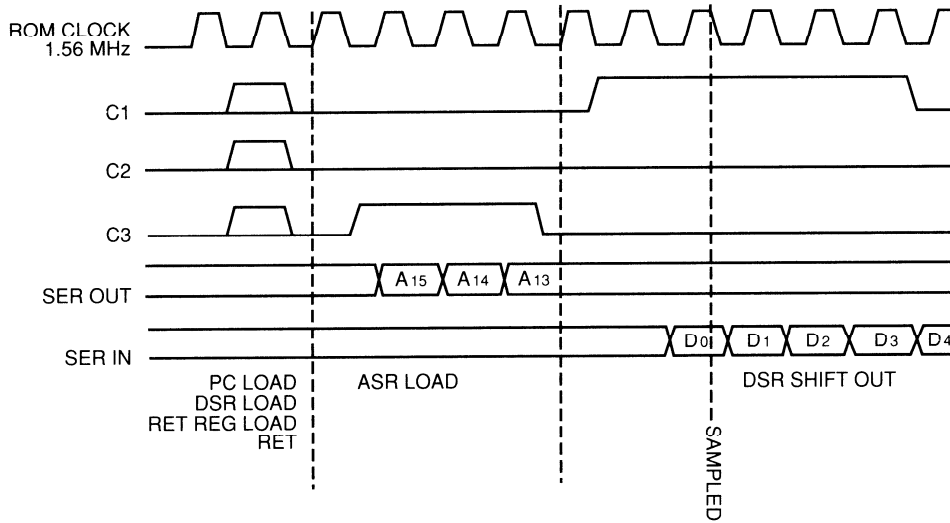 ROM CLOCK
1.56 MHz
C1
C2
C3
SER OUT
A15 A14 A13
SER IN
D0 D1 D2 D3 D4
PC LOAD
DSR LOAD
RET REG LOAD
RET
ASR LOAD
DSR SHIFT OUT
SAMPLED